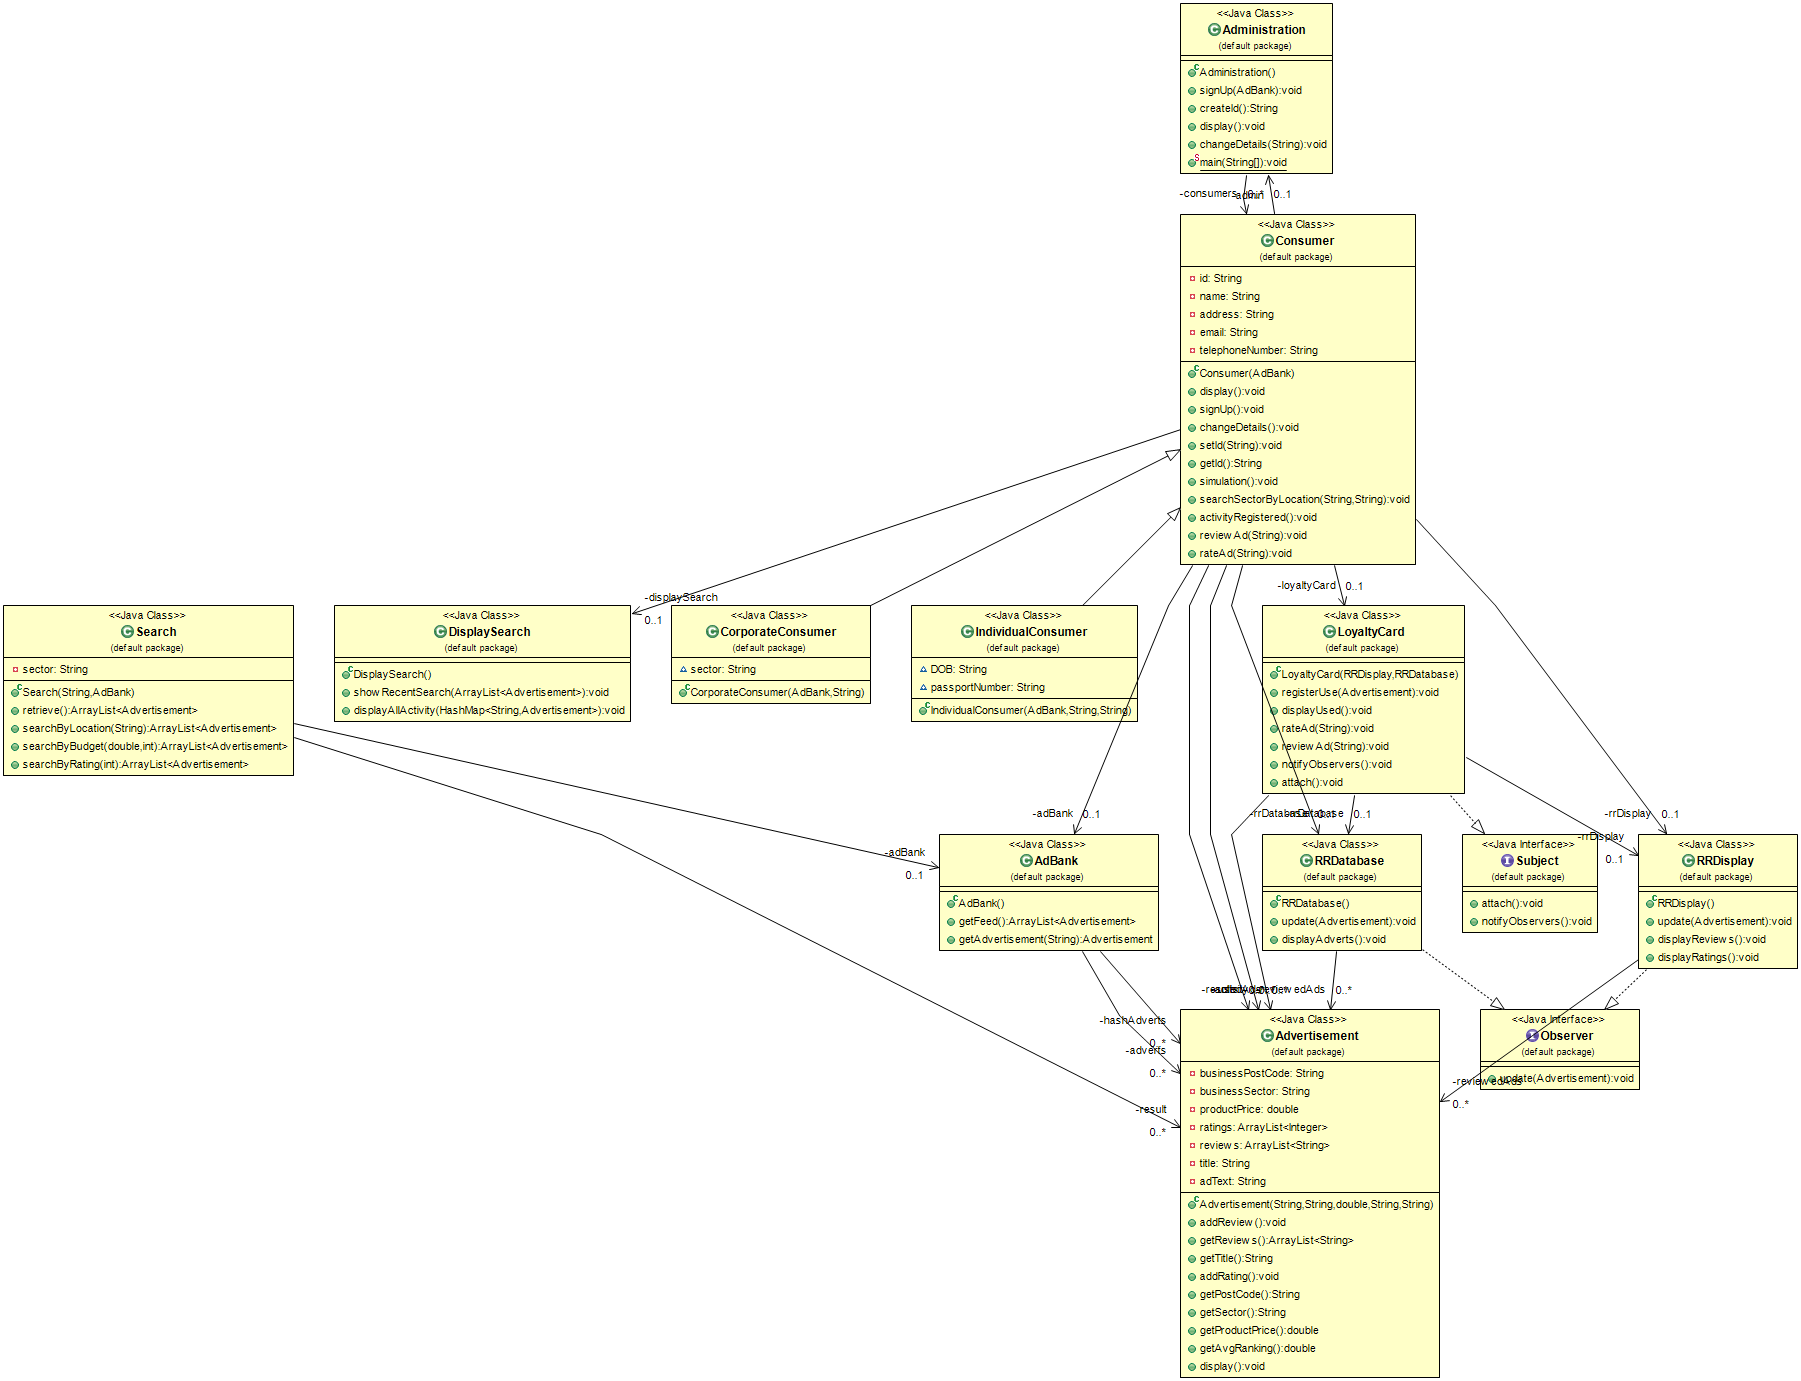 <<Java Class>>
Administration
(default package)
Administration()
signUp(AdBank):void
createId():String
display():void
changeDetails(String):void
main(String[]):void
-consumers
0..*
-admin
0..1
<<Java Class>>
Consumer
(default package)
id: String
name: String
address: String
email: String
telephoneNumber: String
Consumer(AdBank)
display():void
signUp():void
changeDetails():void
setId(String):void
getId():String
simulation():void
searchSectorByLocation(String,String):void
activityRegistered():void
reviewAd(String):void
rateAd(String):void
-displaySearch
0..1
-loyaltyCard
0..1
<<Java Class>>
Search
(default package)
sector: String
Search(String,AdBank)
retrieve():ArrayList<Advertisement>
searchByLocation(String):ArrayList<Advertisement>
searchByBudget(double,int):ArrayList<Advertisement>
searchByRating(int):ArrayList<Advertisement>
<<Java Class>>
DisplaySearch
(default package)
DisplaySearch()
showRecentSearch(ArrayList<Advertisement>):void
displayAllActivity(HashMap<String,Advertisement>):void
<<Java Class>>
CorporateConsumer
(default package)
sector: String
CorporateConsumer(AdBank,String)
<<Java Class>>
IndividualConsumer
(default package)
DOB: String
passportNumber: String
IndividualConsumer(AdBank,String,String)
<<Java Class>>
LoyaltyCard
(default package)
LoyaltyCard(RRDisplay,RRDatabase)
registerUse(Advertisement):void
displayUsed():void
rateAd(String):void
reviewAd(String):void
notifyObservers():void
attach():void
-adBank
0..1
-rrDatabase
0..1
0..1
-rrDisplay
0..1
-rrDisplay
0..1
-adBank
0..1
<<Java Class>>
AdBank
(default package)
AdBank()
getFeed():ArrayList<Advertisement>
getAdvertisement(String):Advertisement
<<Java Class>>
RRDatabase
(default package)
RRDatabase()
update(Advertisement):void
displayAdverts():void
<<Java Interface>>
Subject
(default package)
attach():void
notifyObservers():void
<<Java Class>>
RRDisplay
(default package)
RRDisplay()
update(Advertisement):void
displayReviews():void
displayRatings():void
-reviewedAds
0..*
-hashAdverts
0..*
-adverts
0..*
-result
0..*
<<Java Class>>
Advertisement
(default package)
businessPostCode: String
businessSector: String
productPrice: double
ratings: ArrayList<Integer>
reviews: ArrayList<String>
title: String
adText: String
Advertisement(String,String,double,String,String)
addReview():void
getReviews():ArrayList<String>
getTitle():String
addRating():void
getPostCode():String
getSector():String
getProductPrice():double
getAvgRanking():double
display():void
<<Java Interface>>
Observer
(default package)
update(Advertisement):void
-reviewedAds
0..*